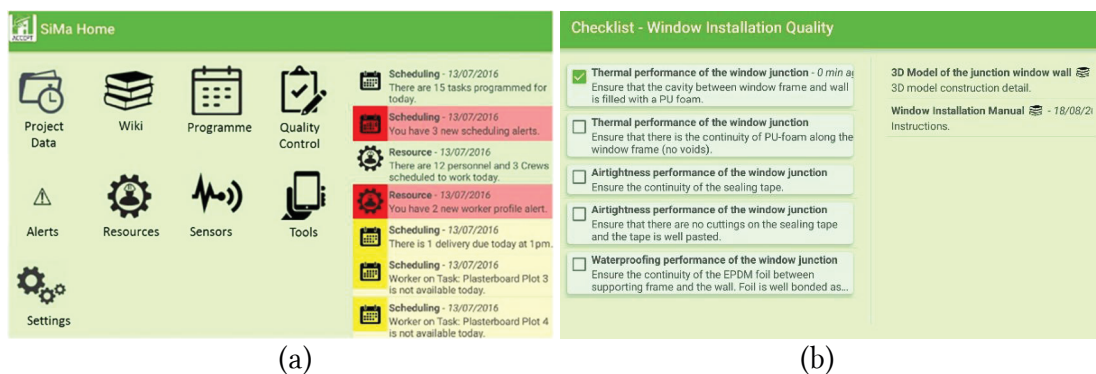 ACCEPT
SiMa Home
Project
Data
Wiki
Programme
Quality
Control
Alerts
Resources
Sensors
Tools
Settings
Scheduling - 13/07/2016
There are 15 tasks programmed for
today.
Scheduling - 13/07/2016
You have 3 new scheduling alerts.
Resource - 13/07/2016
There are 12 personnel and 3 Crews
scheduled to work today.
Resource - 13/07/2016
You have 2 new worker profile alert.
Scheduling - 13/07/2016
There is 1 delivery due today at 1pm.
Scheduling - 13/07/2016
Worker on Task: Plasterboard Plot 3
is not available today.
Scheduling - 13/07/2016
Worker on Task: Plasterboard Plot 4
is not available today.
(a)
Checklist - Window Installation Quality
Thermal performance of the window junction - 0 min ag
Ensure that the cavity between window frame and wall
is filled with a PU foam.
Thermal performance of the window junction
Ensure that there is the continuity of PU-foam along the
window frame (no voids).
Airtightness performance of the window junction
Ensure the continuity of the sealing tape.
Airtightness performance of the window junction
Ensure that there are no cuttings on the sealing tape
and the tape is well pasted.
Waterproofing performance of the window junction
Ensure the continuity of the EPDM foil between
supporting frame and the wall. Foil is well bonded as...
3D Model of the junction window wall
3D model construction detail.
Window Installation Manual - 18/08/2
Instructions.
(b)